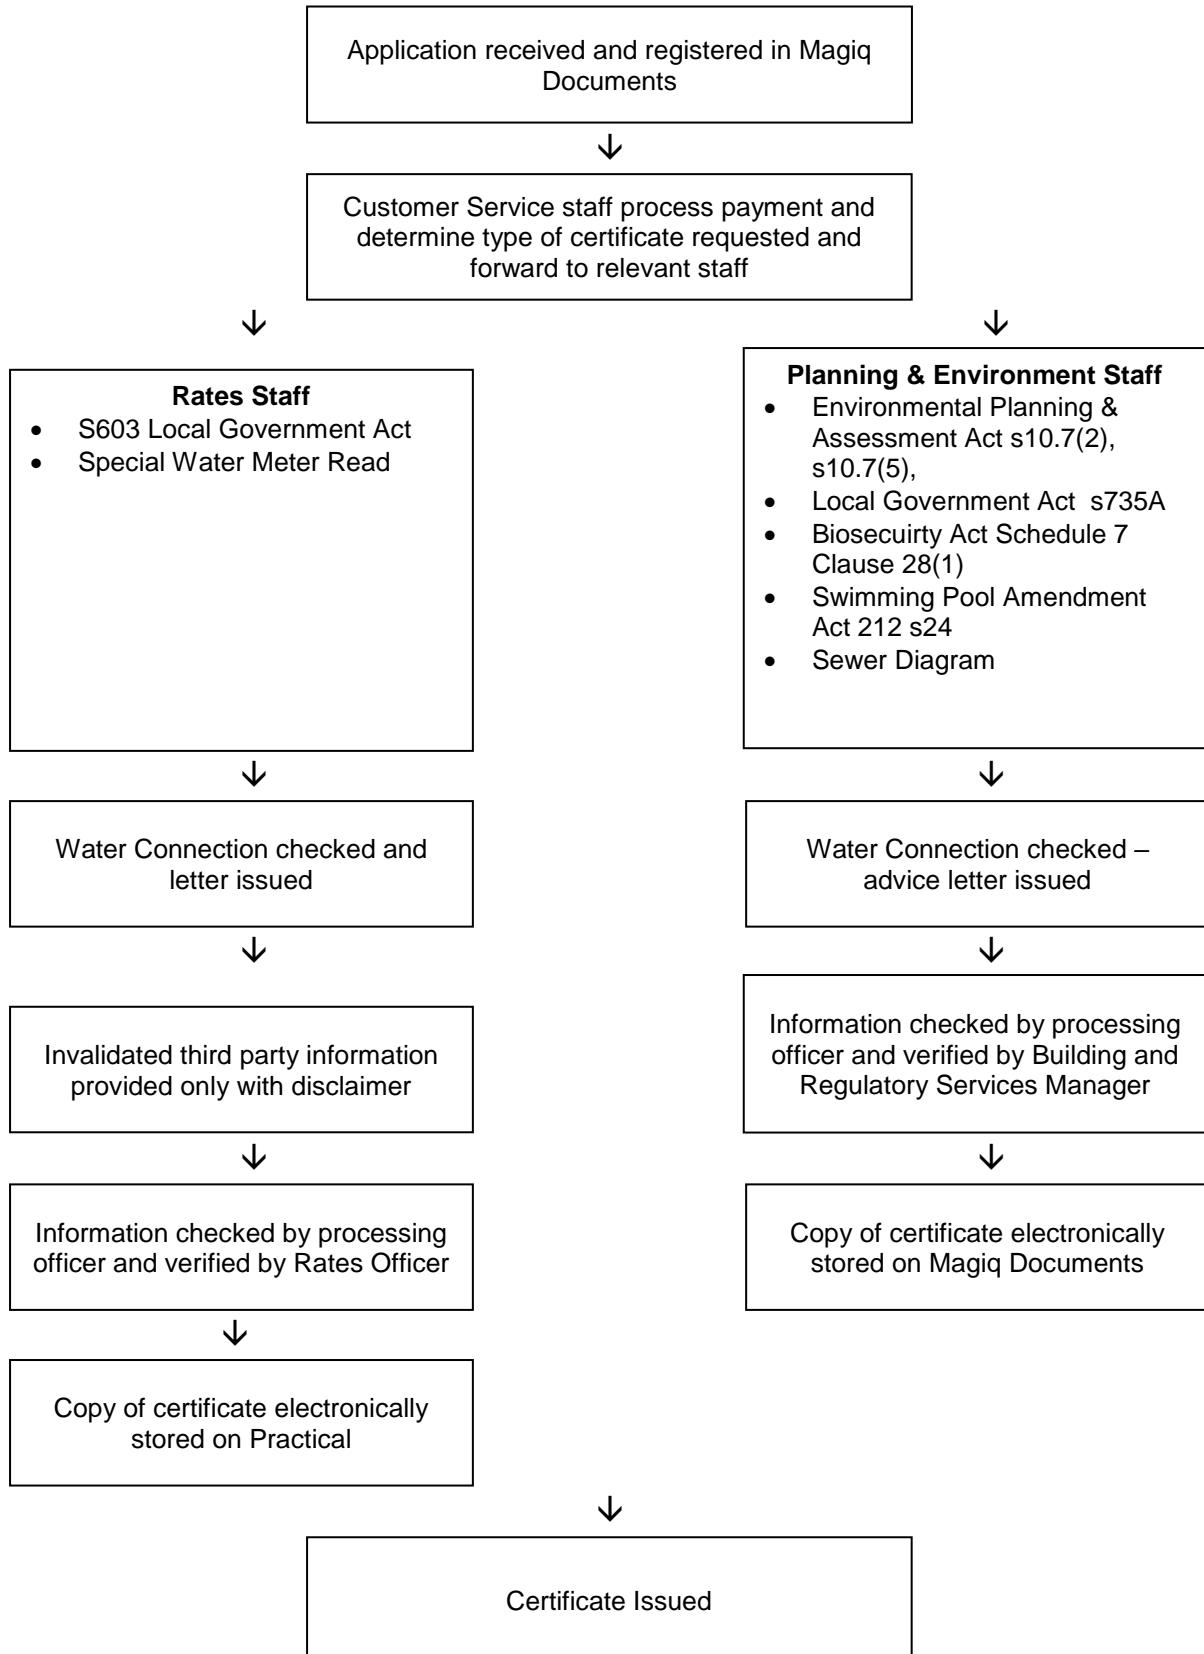 Application received and registered in Magiq
Documents
↓
Customer Service staff process payment and
determine type of certificate requested and
forward to relevant staff
↓
↓
Rates Staff
• S603 Local Government Act
• Special Water Meter Read
Planning & Environment Staff
• Environmental Planning &
Assessment Act s10.7(2),
s10.7(5),
• Local Government Act s735A
• Biosecuirty Act Schedule 7
Clause 28(1)
• Swimming Pool Amendment
Act 212 s24
• Sewer Diagram
↓
↓
Water Connection checked and
letter issued
Water Connection checked –
advice letter issued
↓
↓
Invalidated third party information
provided only with disclaimer
Information checked by processing
officer and verified by Building and
Regulatory Services Manager
↓
↓
Information checked by processing
officer and verified by Rates Officer
Copy of certificate electronically
stored on Magiq Documents
↓
Copy of certificate electronically
stored on Practical
↓
Certificate Issued